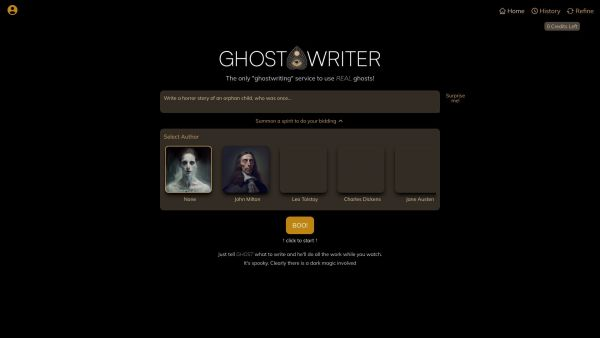 Home History Refine
0 Credits Left
GHOST WRITER
The only "ghostwriting" service to use REAL ghosts!
Write a horror story of an orphan child, who was once...
Surprise
me!
Summon a spirit to do your bidding
Select Author
None John Milton Leo Tolstoy Charles Dickens Jane Austen
BOO!
! click to start !
Just tell GHOST what to write and he'll do all the work while you watch.
It's spooky. Clearly there is a dark magic involved